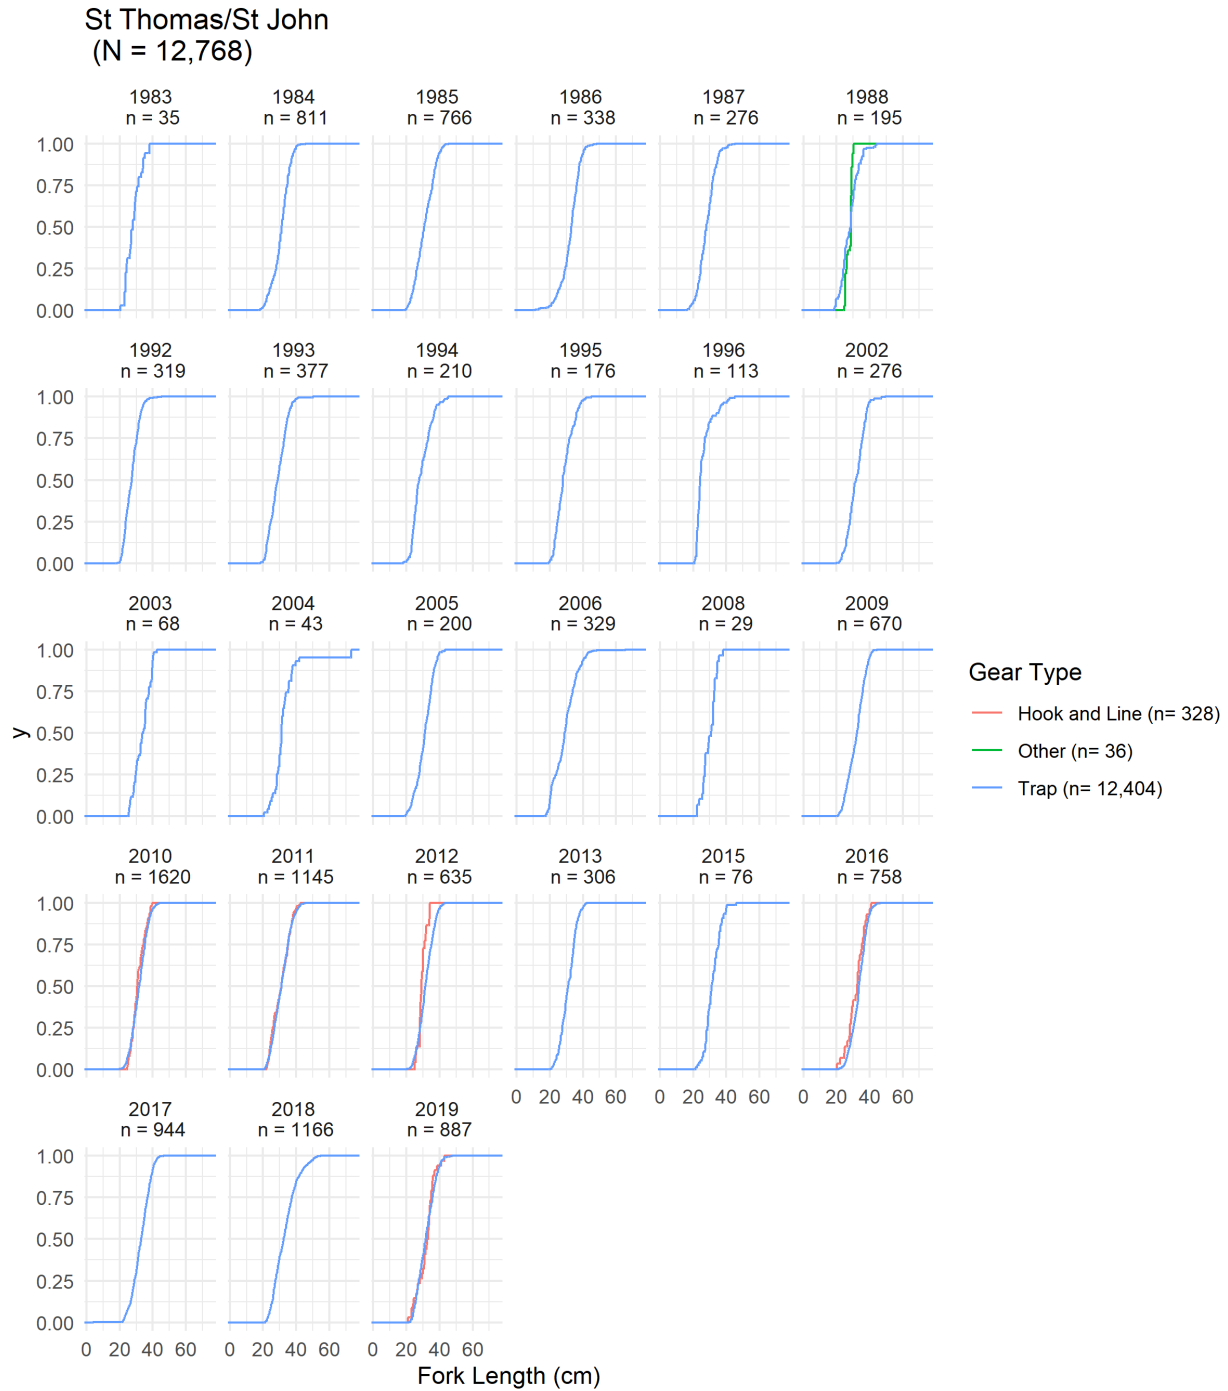 St Thomas/St John
(N = 12,768)
1983 1984 1985 1986 1987 1988
n = 35 n = 811 n = 766 n = 338 n = 276 n = 195
1.00
0.75
0.50
0.25
0.00
1992 1993 1994 1995 1996 2002
n = 319 n = 377 n = 210 n = 176 n = 113 n = 276
1.00
0.75
0.50
0.25
0.00
2003 2004 2005 2006 2008 2009
n = 68 n = 43 n = 200 n = 329 n = 29 n = 670
1.00
0.75
0.50
0.25
0.00
y
Gear Type
Hook and Line (n= 328)
Other (n= 36)
Trap (n= 12,404)
2010 2011 2012 2013 2015 2016
n = 1620 n = 1145 n = 635 n = 306 n = 76 n = 758
1.00
0.75
0.50
0.25
0.00
0 20 40 60 0 20 40 60 0 20 40 60
2017 2018 2019
n = 944 n = 1166 n = 887
1.00
0.75
0.50
0.25
0.00
0 20 40 60 0 20 40 60 0 20 40 60
Fork Length (cm)